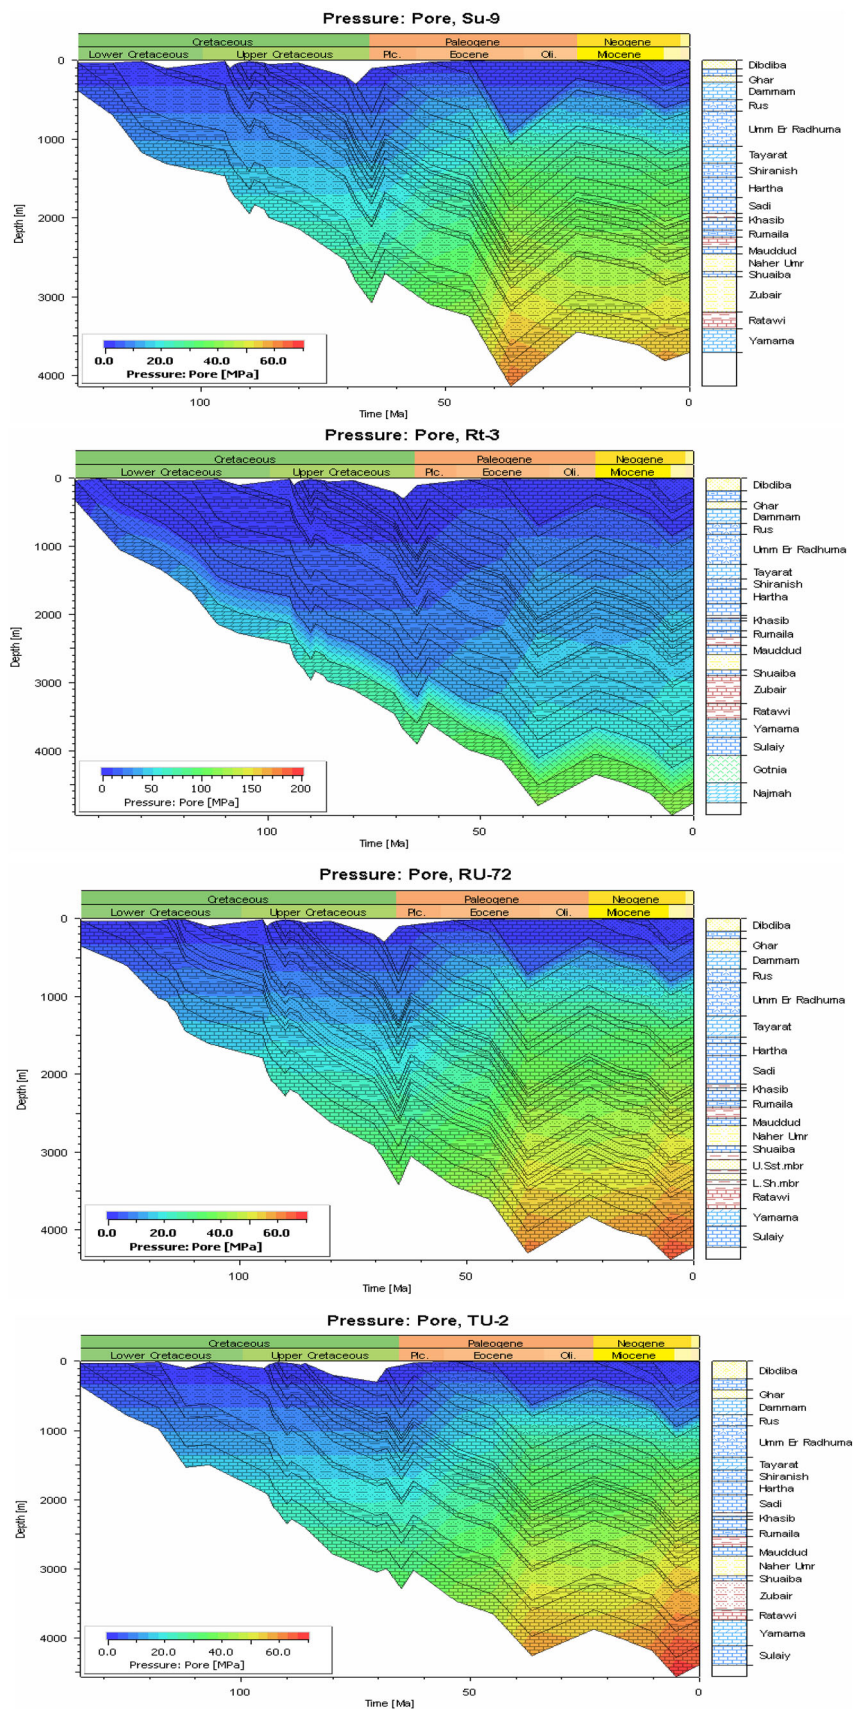 Pressure: Pore, Su-9
Cretaceous Paleogene Neogene
Lower Cretaceous Upper Cretaceous Plc. Eocene Oli. Miocene
0
1000
2000
3000
4000
Depth [m]
0.0 20.0 40.0 60.0
Pressure: Pore [MPa]
100 50 0
Time [Ma]
Dibdiba
Ghar
Dammam
Rus
Umm Er Radhuma
Tayarat
Shiranish
Hartha
Sadi
Khasib
Rumaila
Mauddud
Naher Umr
Shuaiba
Zubair
Ratawi
Yamama
Pressure: Pore, Rt-3
Cretaceous Paleogene Neogene
Lower Cretaceous Upper Cretaceous Plc. Eocene Oli. Miocene
0
1000
2000
3000
4000
Depth [m]
0 50 100 150 200
Pressure: Pore [MPa]
100 50 0
Time [Ma]
Dibdiba
Ghar
Dammam
Rus
Umm Er Radhuma
Tayarat
Shiranish
Hartha
Khasib
Rumaila
Mauddud
Shuaiba
Zubair
Ratawi
Yamama
Sulaiy
Gotnia
Najmah
Pressure: Pore, RU-72
Cretaceous Paleogene Neogene
Lower Cretaceous Upper Cretaceous Plc. Eocene Oli. Miocene
0
1000
2000
3000
4000
Depth [m]
0.0 20.0 40.0 60.0
Pressure: Pore [MPa]
100 50 0
Time [Ma]
Dibdiba
Ghar
Dammam
Rus
Umm Er Radhuma
Tayarat
Hartha
Sadi
Khasib
Rumaila
Mauddud
Naher Umr
Shuaiba
U.Sst.mbr
L.Sh.mbr
Ratawi
Yamama
Sulaiy
Pressure: Pore, TU-2
Cretaceous Paleogene Neogene
Lower Cretaceous Upper Cretaceous Plc. Eocene Oli. Miocene
0
1000
2000
3000
4000
Depth [m]
0.0 20.0 40.0 60.0
Pressure: Pore [MPa]
100 50 0
Time [Ma]
Dibdiba
Ghar
Dammam
Rus
Umm Er Radhuma
Tayarat
Shiranish
Hartha
Sadi
Khasib
Rumaila
Mauddud
Naher Umr
Shuaiba
Zubair
Ratawi
Yamama
Sulaiy